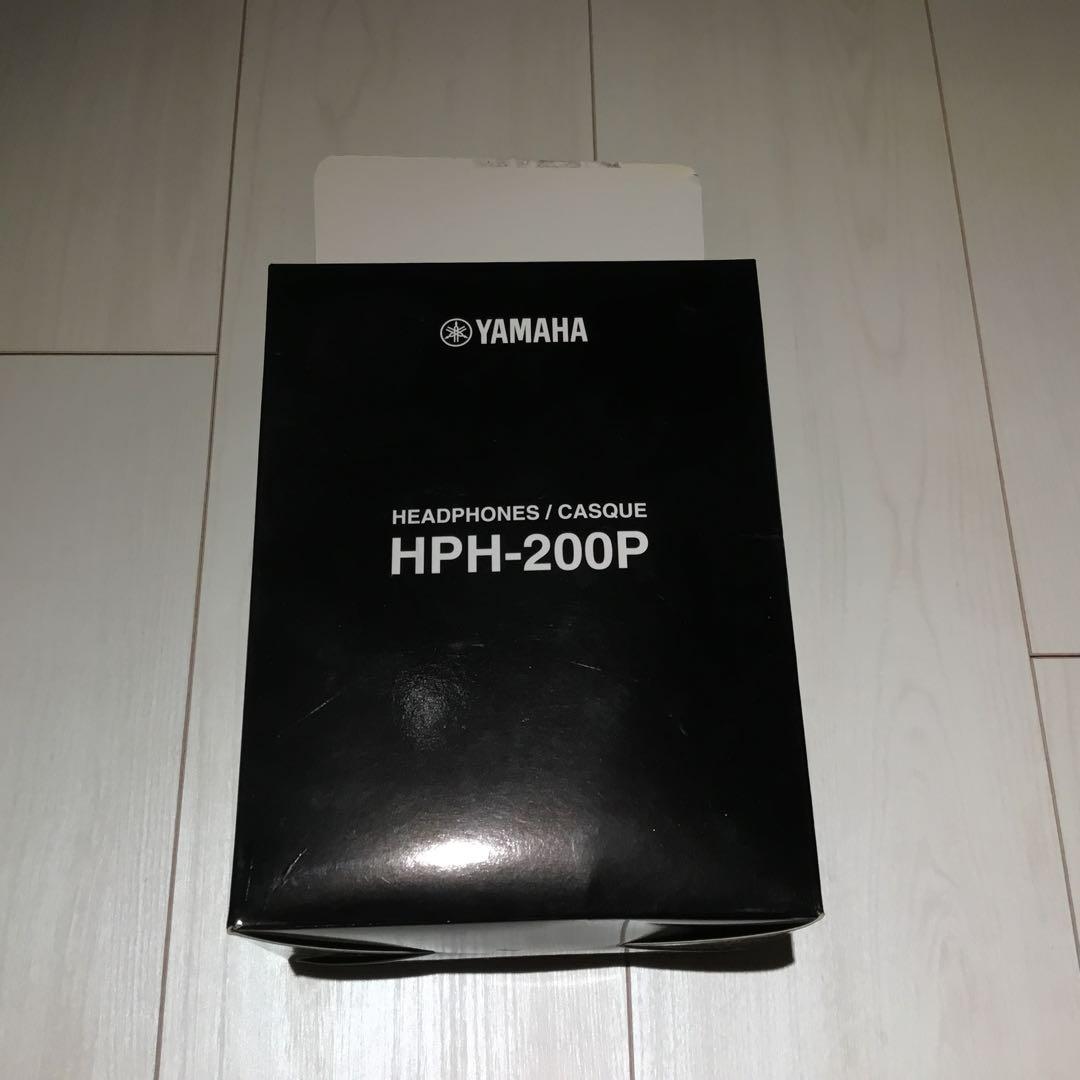 YAMAHA
HEADPHONES / CASQUE
HPH-200P